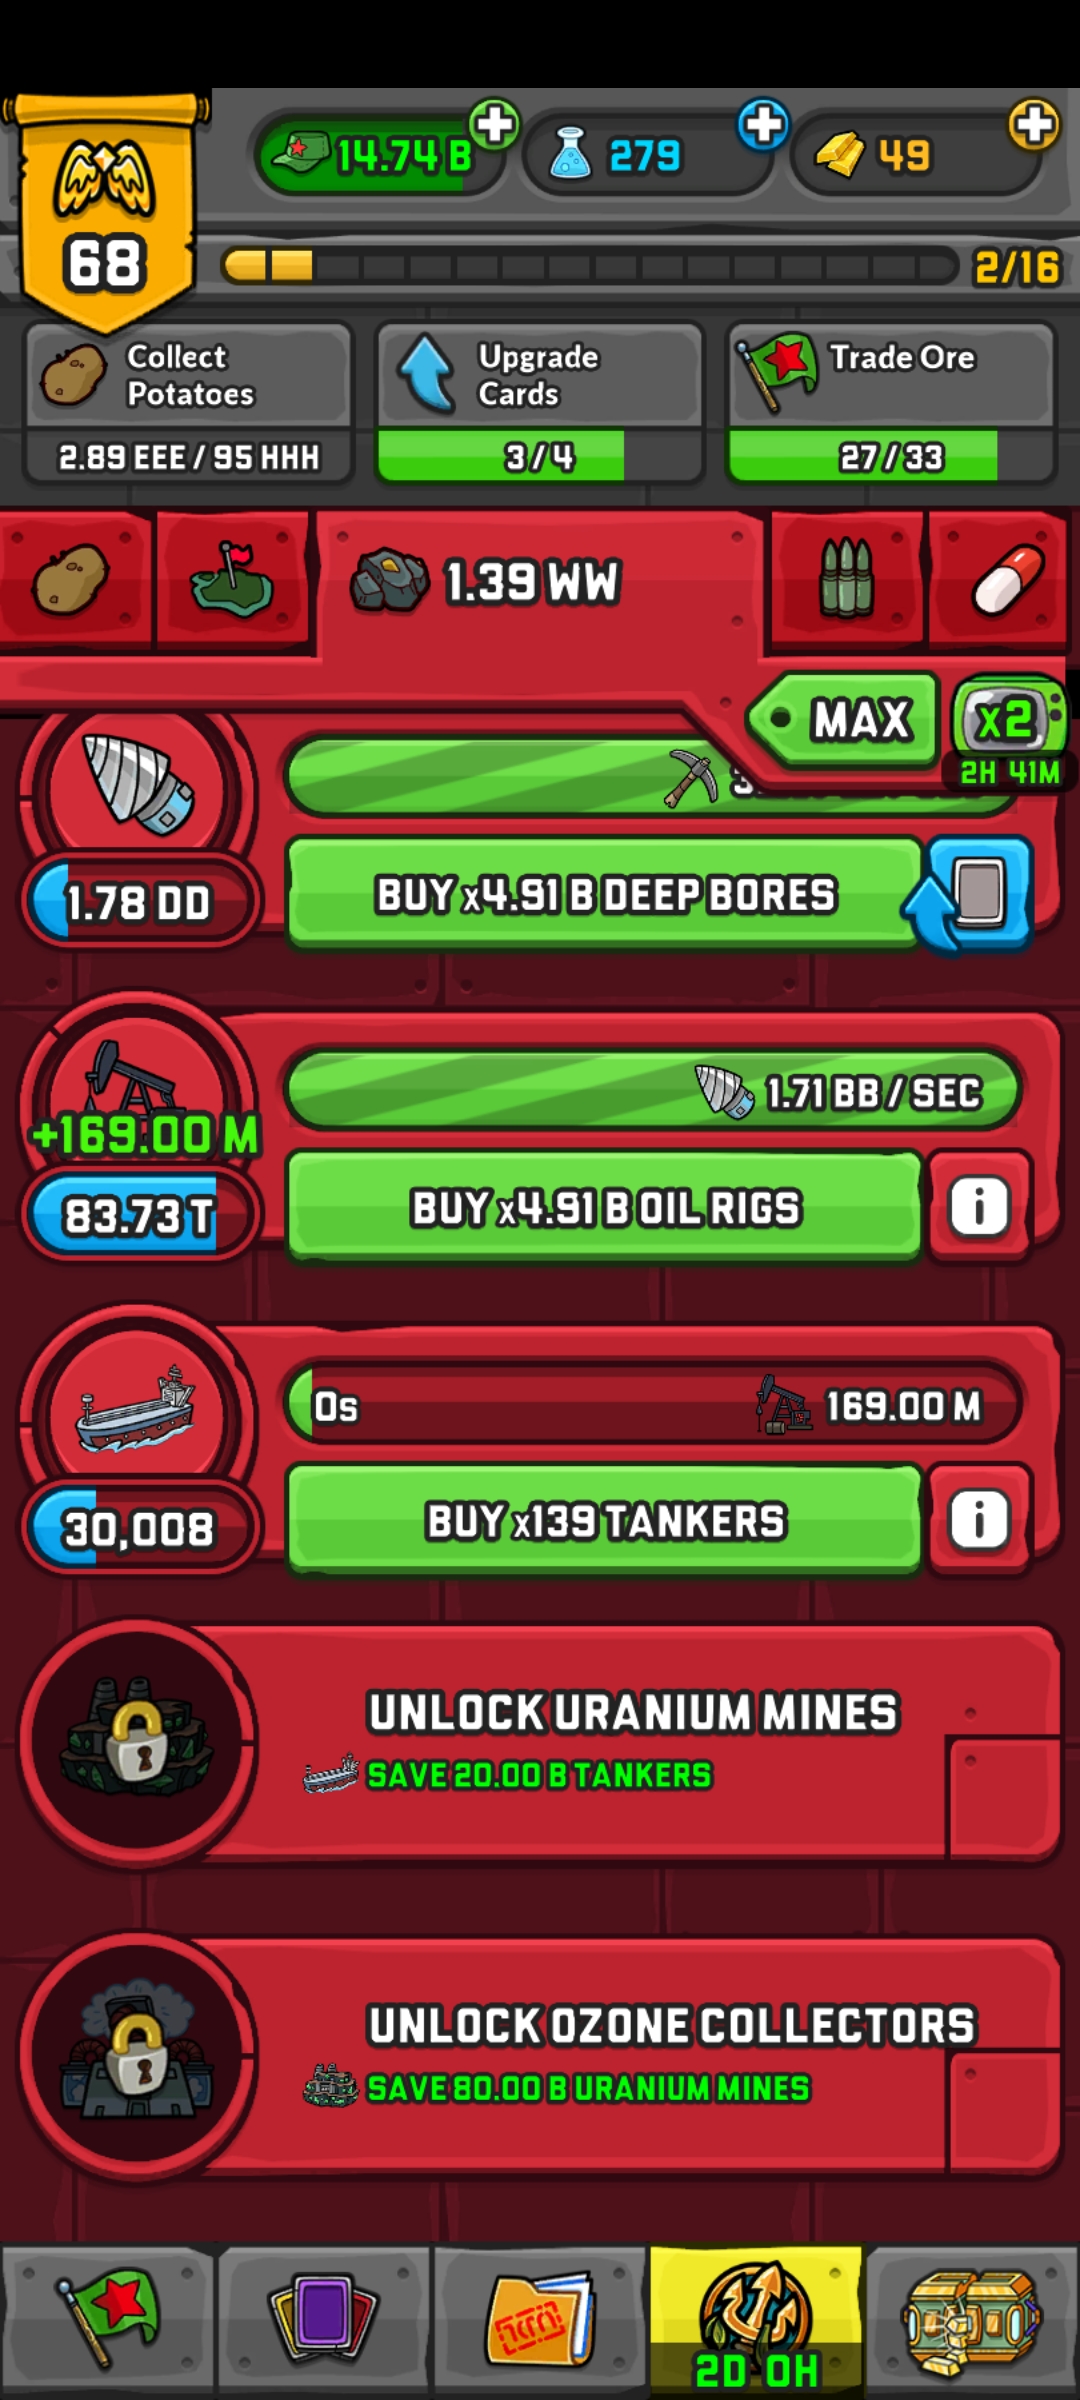 14.74 B
279
49
68
2/16
Collect
Potatoes
2.89 EEE / 95 HHH
Upgrade
Cards
3/4
Trade Ore
27/33
1.39 WW
MAX
x2
2H 41M
1.78 DD
BUY x4.91 B DEEP BORES
+169.00 M
83.73 T
1.71 BB / SEC
BUY x4.91 B OIL RIGS
i
0s
169.00 M
30,008
BUY x139 TANKERS
i
UNLOCK URANIUM MINES
SAVE 20.00 B TANKERS
UNLOCK OZONE COLLECTORS
SAVE 80.00 B URANIUM MINES
2D 0H